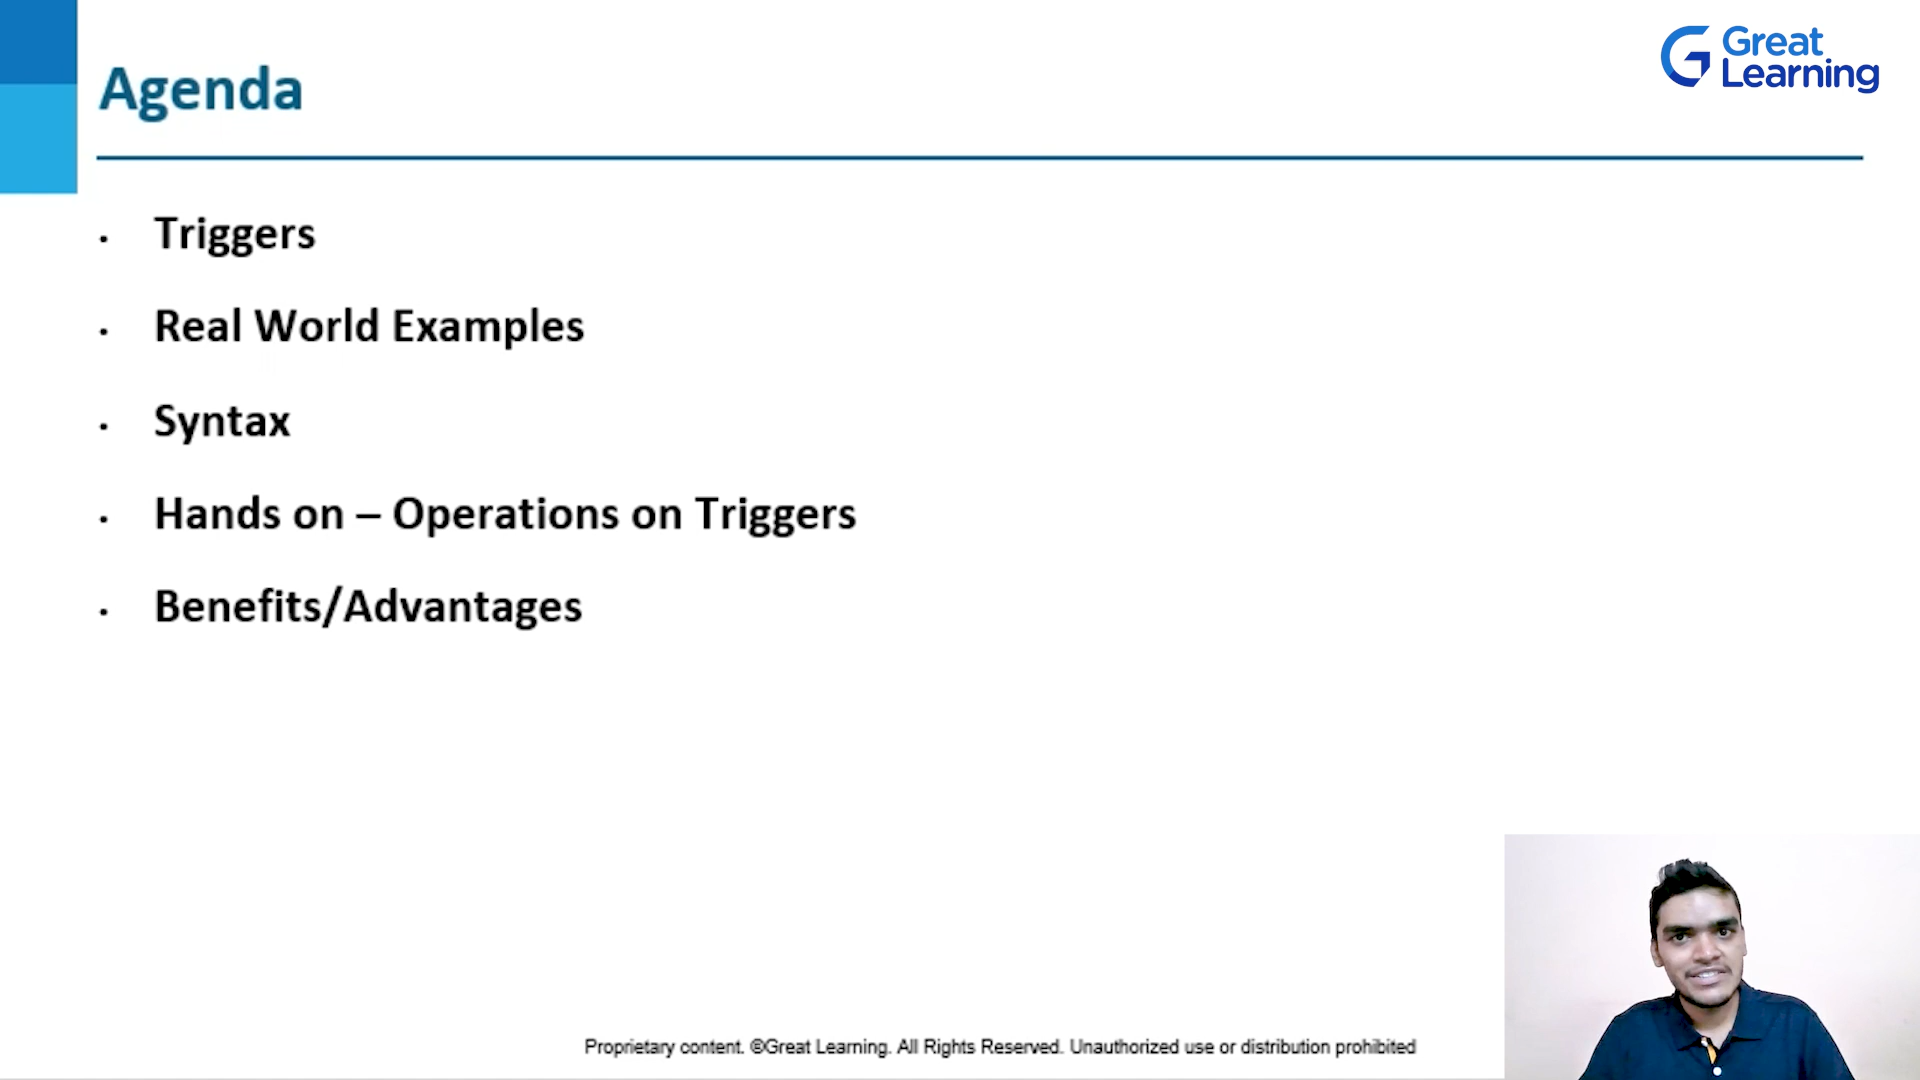 Great
Learning
Agenda
• Triggers
• Real World Examples
• Syntax
• Hands on – Operations on Triggers
• Benefits/Advantages
Proprietary content. ©Great Learning. All Rights Reserved. Unauthorized use or distribution prohibited